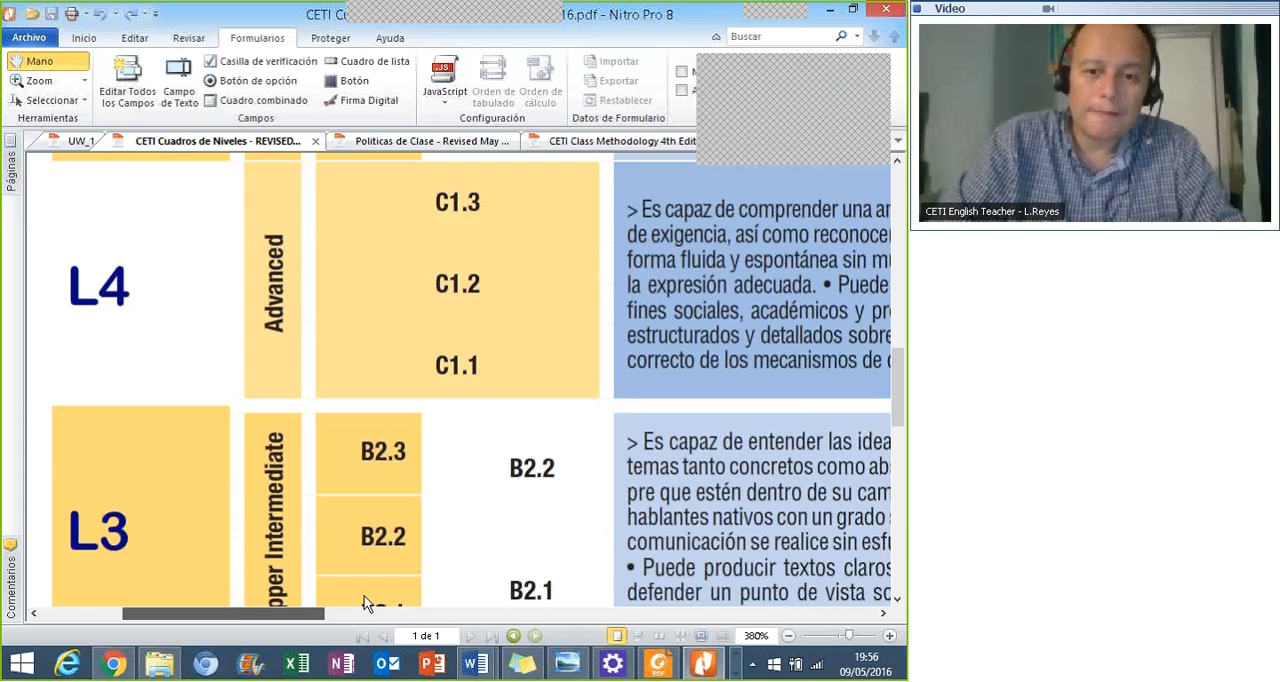 CETI Cu
16.pdf - Nitro Pro 8
Video
Archivo
Inicio
Editar
Revisar
Formularios
Proteger
Ayuda
Buscar
Mano
Zoom
Seleccionar
Herramientas
Editar Todos los Campos
Campo de Texto
Casilla de verificación
Botón de opción
Cuadro combinado
Cuadro de lista
Botón
Firma Digital
Campos
JavaScript
Orden de tabulado
Orden de cálculo
Configuración
Importar
Exportar
Restablecer
Datos de Formulario
UW_1
CETI Cuadros de Niveles - REVISED...
Politicas de Clase - Revised May ...
CETI Class Methodology 4th Edit
Páginas
Comentarios
L4
Advanced
C1.3
C1.2
C1.1
> Es capaz de comprender una
de exigencia, así como reconoce
forma fluida y espontánea sin
la expresión adecuada. • Puede
fines sociales, académicos y
estructurados y detallados sobre
correcto de los mecanismos de
L3
pper Intermediate
B2.3
B2.2
B2.2
B2.1
> Es capaz de entender las idea
temas tanto concretos como
pre que estén dentro de su
hablantes nativos con un grado
comunicación se realice sin
• Puede producir textos claros
defender un punto de vista
1 de 1
380%
19:56
09/05/2016
CETI English Teacher - L.Reyes